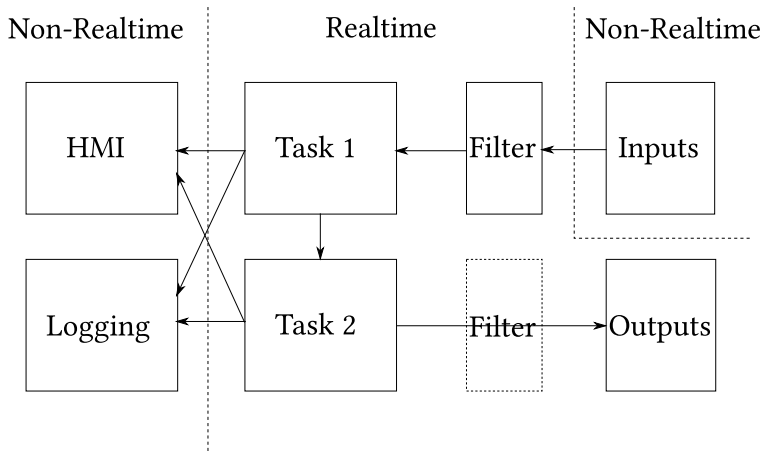 Non-Realtime
Realtime
Non-Realtime
HMI
Task 1
Filter
Inputs
Logging
Task 2
Filter
Outputs